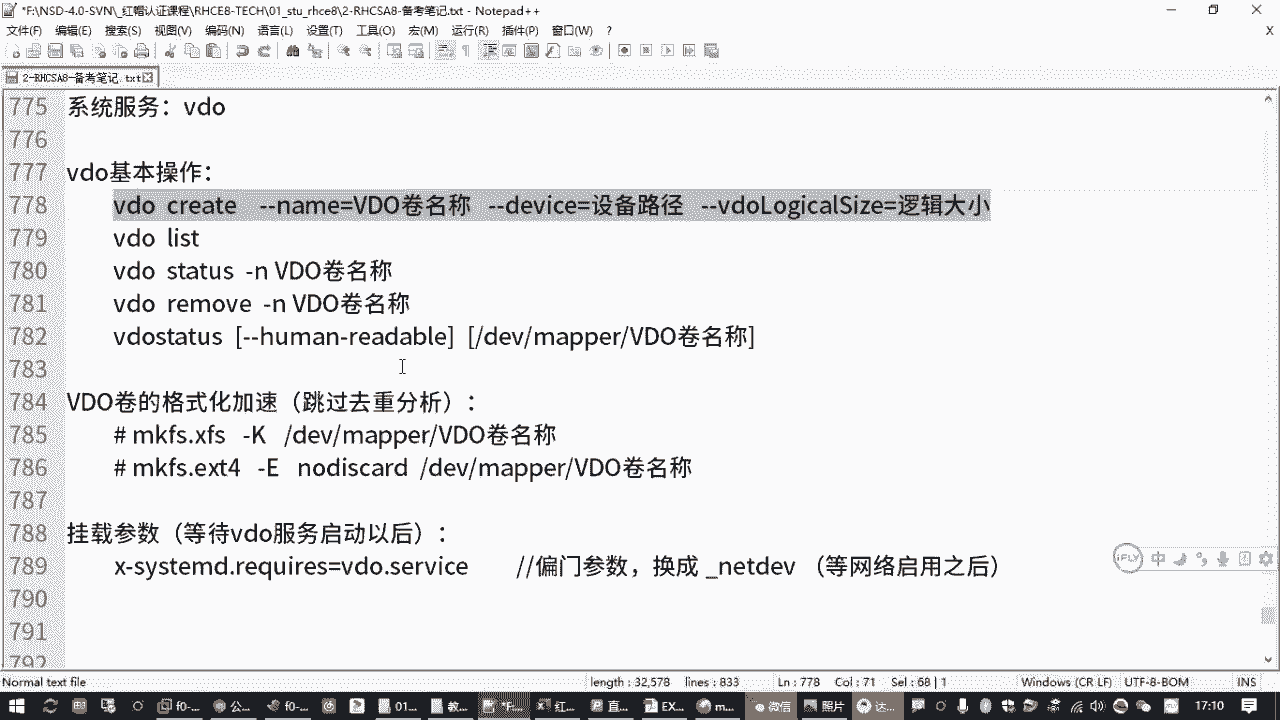 *F:\NSD-4.0-SVN\_红帽认证课程\RHCE8-TECH\01_stu_rhce8\2-RHCSA8-备考笔记.txt - Notepad++
文件(F) 编辑(E) 搜索(S) 视图(V) 编码(N) 语言(L) 设置(T) 工具(O) 宏(M) 运行(R) 插件(P) 窗口(W) ? X
2-RHCSA8-备考笔记.txt
775 系统服务：vdo
776
777 vdo基本操作：
778 vdo create --name=VDO卷名称 --device=设备路径 --vdoLogicalSize=逻辑大小
779 vdo list
780 vdo status -n VDO卷名称
781 vdo remove -n VDO卷名称
782 vdostatus [--human-readable] [/dev/mapper/VDO卷名称]
783
784 VDO卷的格式化加速（跳过去重分析）：
785 # mkfs.xfs -K /dev/mapper/VDO卷名称
786 # mkfs.ext4 -E nodiscard /dev/mapper/VDO卷名称
787
788 挂载参数（等待vdo服务启动以后）：
789 x-systemd.requires=vdo.service //偏门参数，换成 _netdev （等网络启用之后）
790
791
792
iFLY 中
Normal text file length : 32,578 lines : 833 Ln : 778 Col : 71 Sel : 68 | 1 Windows (CR LF) UTF-8-BOM INS
f0-... 公... f0-... 01... 教... 下... 红... 直... EX... m... 微信 照片 达... 17:10